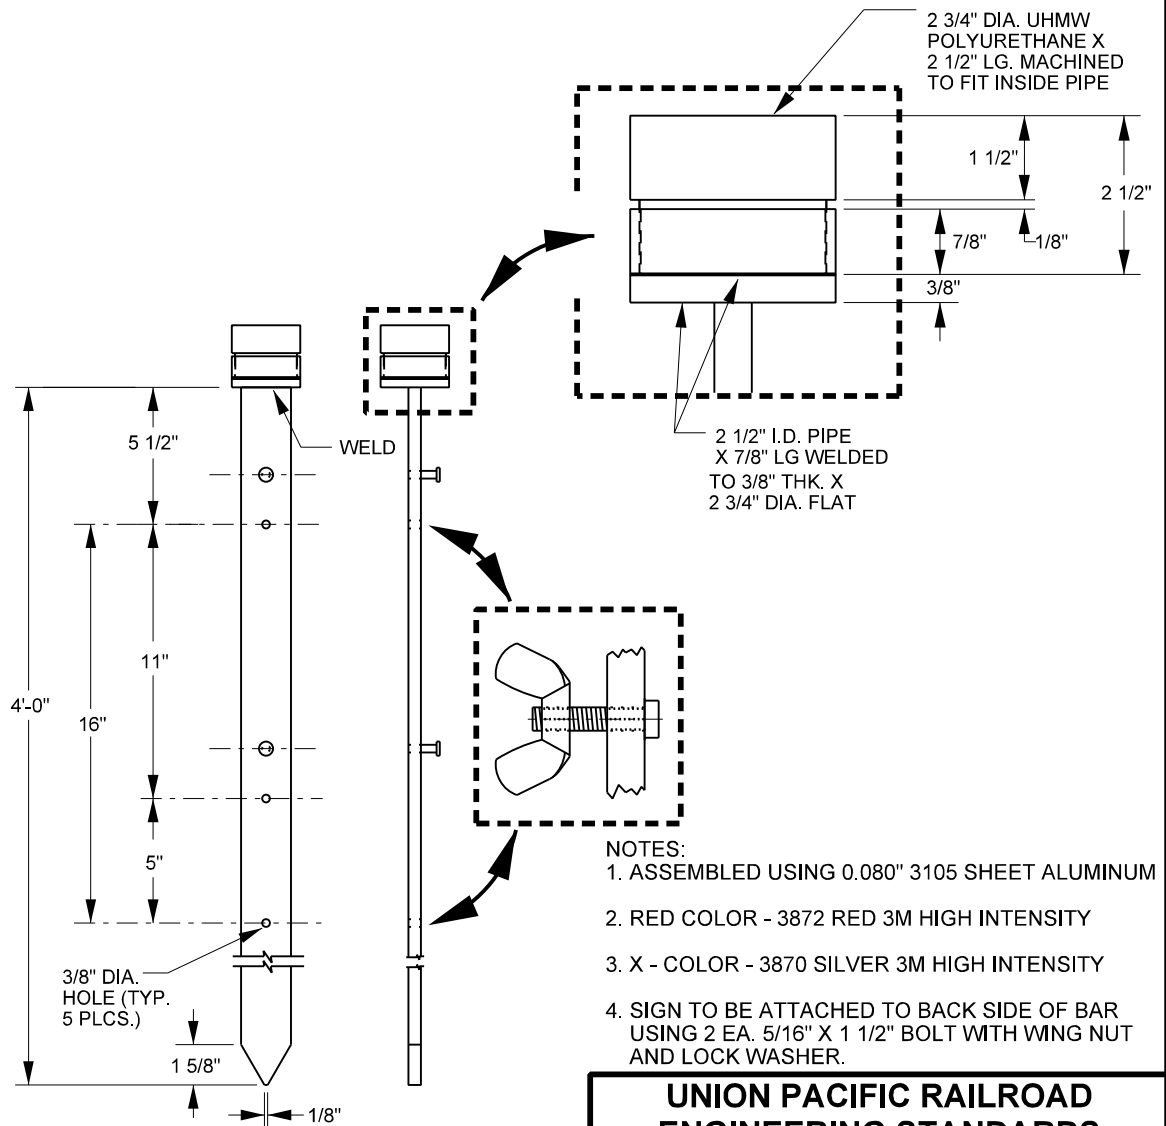 2 3/4" DIA. UHMW
POLYURETHANE X
2 1/2" LG. MACHINED
TO FIT INSIDE PIPE
1 1/2"
2 1/2"
7/8"
1/8"
3/8"
5 1/2"
WELD
2 1/2" I.D. PIPE
X 7/8" LG WELDED
TO 3/8" THK. X
2 3/4" DIA. FLAT
11"
4'-0"
16"
5"
3/8" DIA.
HOLE (TYP.
5 PLCS.)
1 5/8"
1/8"
NOTES:
1. ASSEMBLED USING 0.080" 3105 SHEET ALUMINUM
2. RED COLOR - 3872 RED 3M HIGH INTENSITY
3. X - COLOR - 3870 SILVER 3M HIGH INTENSITY
4. SIGN TO BE ATTACHED TO BACK SIDE OF BAR
USING 2 EA. 5/16" X 1 1/2" BOLT WITH WING NUT
AND LOCK WASHER.
UNION PACIFIC RAILROAD
ENGINEERING STANDARDS